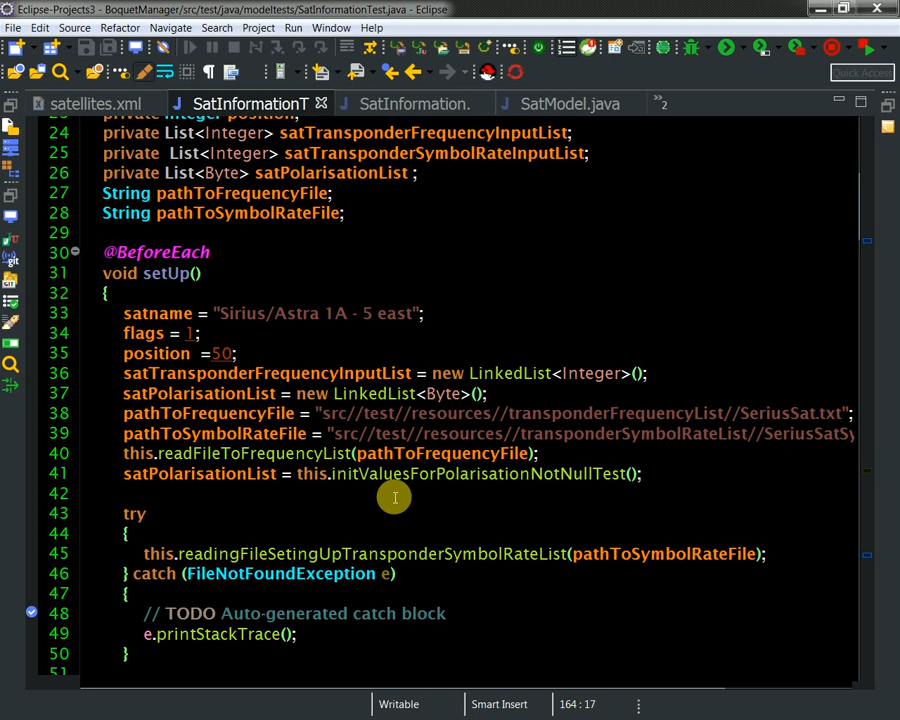 Eclipse-Projects3 - BoquetManager/src/test/java/modeltests/SatInformationTest.java - Eclipse
File Edit Source Refactor Navigate Search Project Run Window Help
Quick Access
satellites.xml SatInformationT SatInformation. SatModel.java »2
private Integer position;
24 private List<Integer> satTransponderFrequencyInputList;
25 private List<Integer> satTransponderSymbolRateInputList;
26 private List<Byte> satPolarisationList ;
27 String pathToFrequencyFile;
28 String pathToSymbolRateFile;
29
30 @BeforeEach
31 void setUp()
32 {
33 satname = "Sirius/Astra 1A - 5 east";
34 flags = 1;
35 position =50;
36 satTransponderFrequencyInputList = new LinkedList<Integer>();
37 satPolarisationList = new LinkedList<Byte>();
38 pathToFrequencyFile = "src//test//resources//transponderFrequencyList//SeriusSat.txt";
39 pathToSymbolRateFile = "src//test//resources//transponderSymbolRateList//SeriusSatSy
40 this.readFileToFrequencyList(pathToFrequencyFile);
41 satPolarisationList = this.initValuesForPolarisationNotNullTest();
42
43 try
44 {
45 this.readingFileSetingUpTransponderSymbolRateList(pathToSymbolRateFile);
46 } catch (FileNotFoundException e)
47 {
48 // TODO Auto-generated catch block
49 e.printStackTrace();
50 }
51
Writable Smart Insert 164 : 17